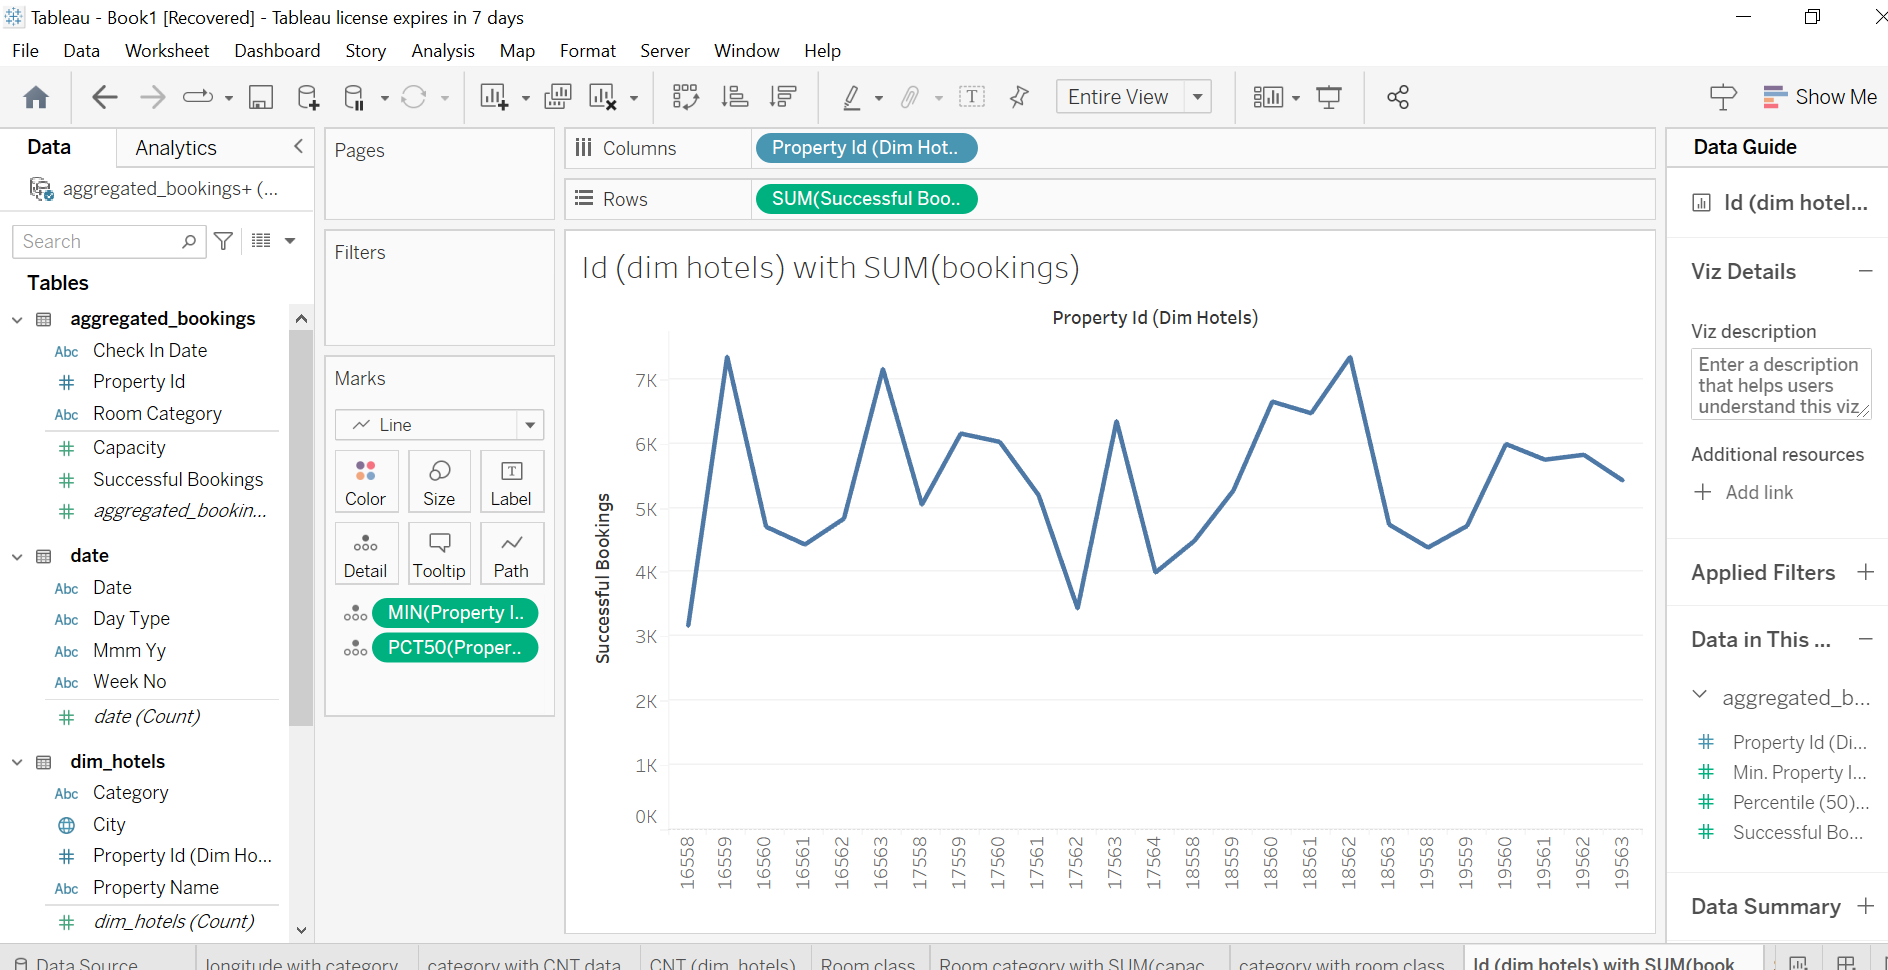 Tableau - Book1 [Recovered] - Tableau license expires in 7 days
File Data Worksheet Dashboard Story Analysis Map Format Server Window Help
Entire View
Show Me
Data
Analytics
aggregated_bookings+ (...
Search
Tables
aggregated_bookings
Abc Check In Date
# Property Id
Abc Room Category
# Capacity
# Successful Bookings
# aggregated_bookin...
date
Abc Date
Abc Day Type
Abc Mmm Yy
Abc Week No
# date (Count)
dim_hotels
Abc Category
City
# Property Id (Dim Ho...
Abc Property Name
# dim_hotels (Count)
Pages
Filters
Marks
Line
Color Size Label
Detail Tooltip Path
MIN(Property I..
PCT50(Proper..
Columns
Property Id (Dim Hot..
Rows
SUM(Successful Boo..
Id (dim hotels) with SUM(bookings)
Property Id (Dim Hotels)
Successful Bookings
7K
6K
5K
4K
3K
2K
1K
0K
16558 16559 16560 16561 16562 16563 17558 17559 17560 17561 17562 17563 17564 18558 18559 18560 18561 18562 18563 19558 19559 19560 19561 19562 19563
Data Guide
Id (dim hotel...
Viz Details
Viz description
Enter a description
that helps users
understand this viz
Additional resources
Add link
Applied Filters
Data in This ...
aggregated_b...
# Property Id (Di...
# Min. Property I...
# Percentile (50)...
# Successful Bo...
Data Summary
Data Source
longitude with category
category with CNT data
CNT (dim_hotels)
Room class
Room category with SUM(capac
category with room class
Id (dim hotels) with SUM(book